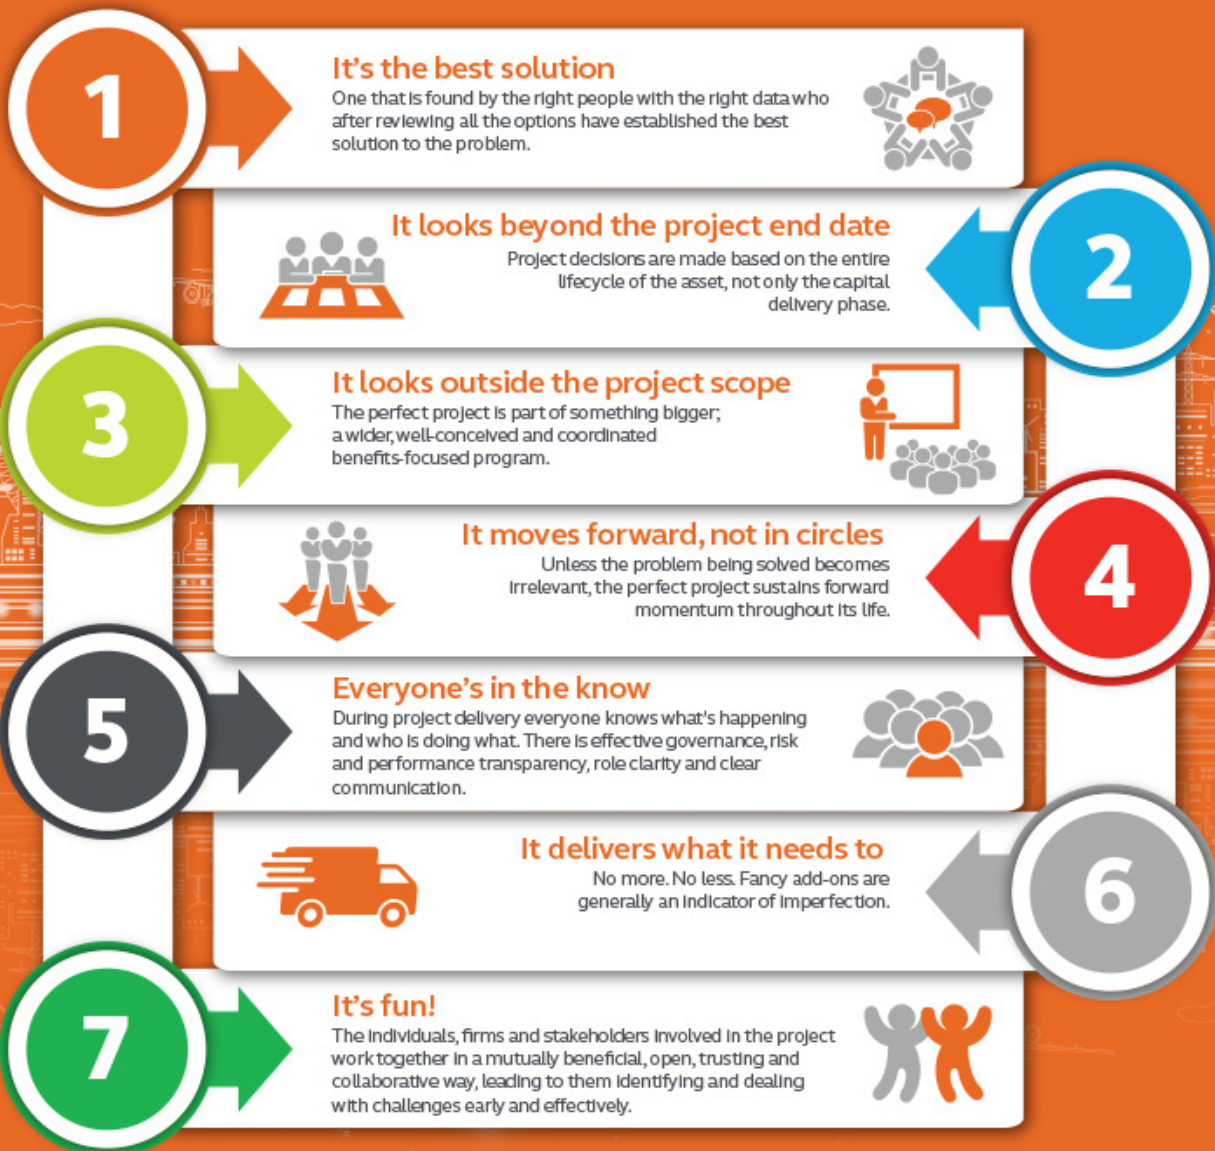 1
It's the best solution
One that is found by the right people with the right data who
after reviewing all the options have established the best
solution to the problem.
2
It looks beyond the project end date
Project decisions are made based on the entire
lifecycle of the asset, not only the capital
delivery phase.
3
It looks outside the project scope
The perfect project is part of something bigger;
a wider, well-conceived and coordinated
benefits-focused program.
4
It moves forward, not in circles
Unless the problem being solved becomes
irrelevant, the perfect project sustains forward
momentum throughout its life.
5
Everyone's in the know
During project delivery everyone knows what's happening
and who is doing what. There is effective governance, risk
and performance transparency, role clarity and clear
communication.
6
It delivers what it needs to
No more. No less. Fancy add-ons are
generally an indicator of imperfection.
7
It's fun!
The individuals, firms and stakeholders involved in the project
work together in a mutually beneficial, open, trusting and
collaborative way, leading to them identifying and dealing
with challenges early and effectively.